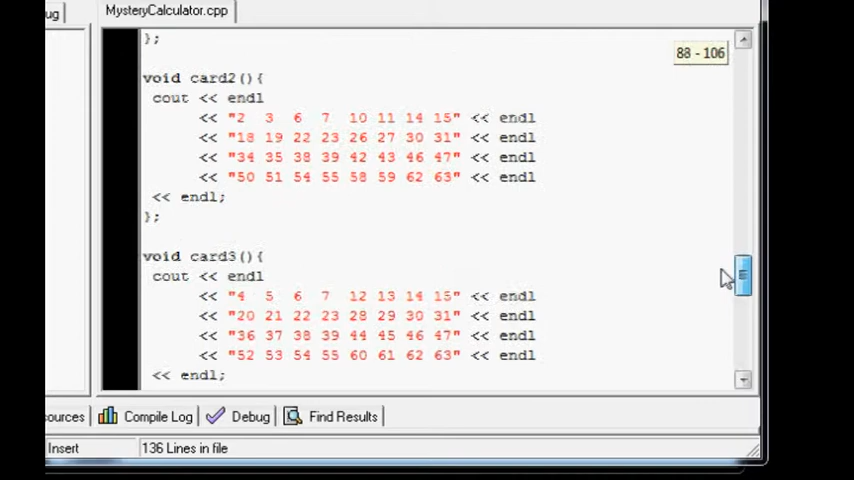 ug
MysteryCalculator.cpp
};
88 - 106
void card2(){
cout << endl
<< "2  3  6  7  10 11 14 15" << endl
<< "18 19 22 23 26 27 30 31" << endl
<< "34 35 38 39 42 43 46 47" << endl
<< "50 51 54 55 58 59 62 63" << endl
<< endl;
};
void card3(){
cout << endl
<< "4  5  6  7  12 13 14 15" << endl
<< "20 21 22 23 28 29 30 31" << endl
<< "36 37 38 39 44 45 46 47" << endl
<< "52 53 54 55 60 61 62 63" << endl
<< endl;
ources Compile Log Debug Find Results
Insert 136 Lines in file